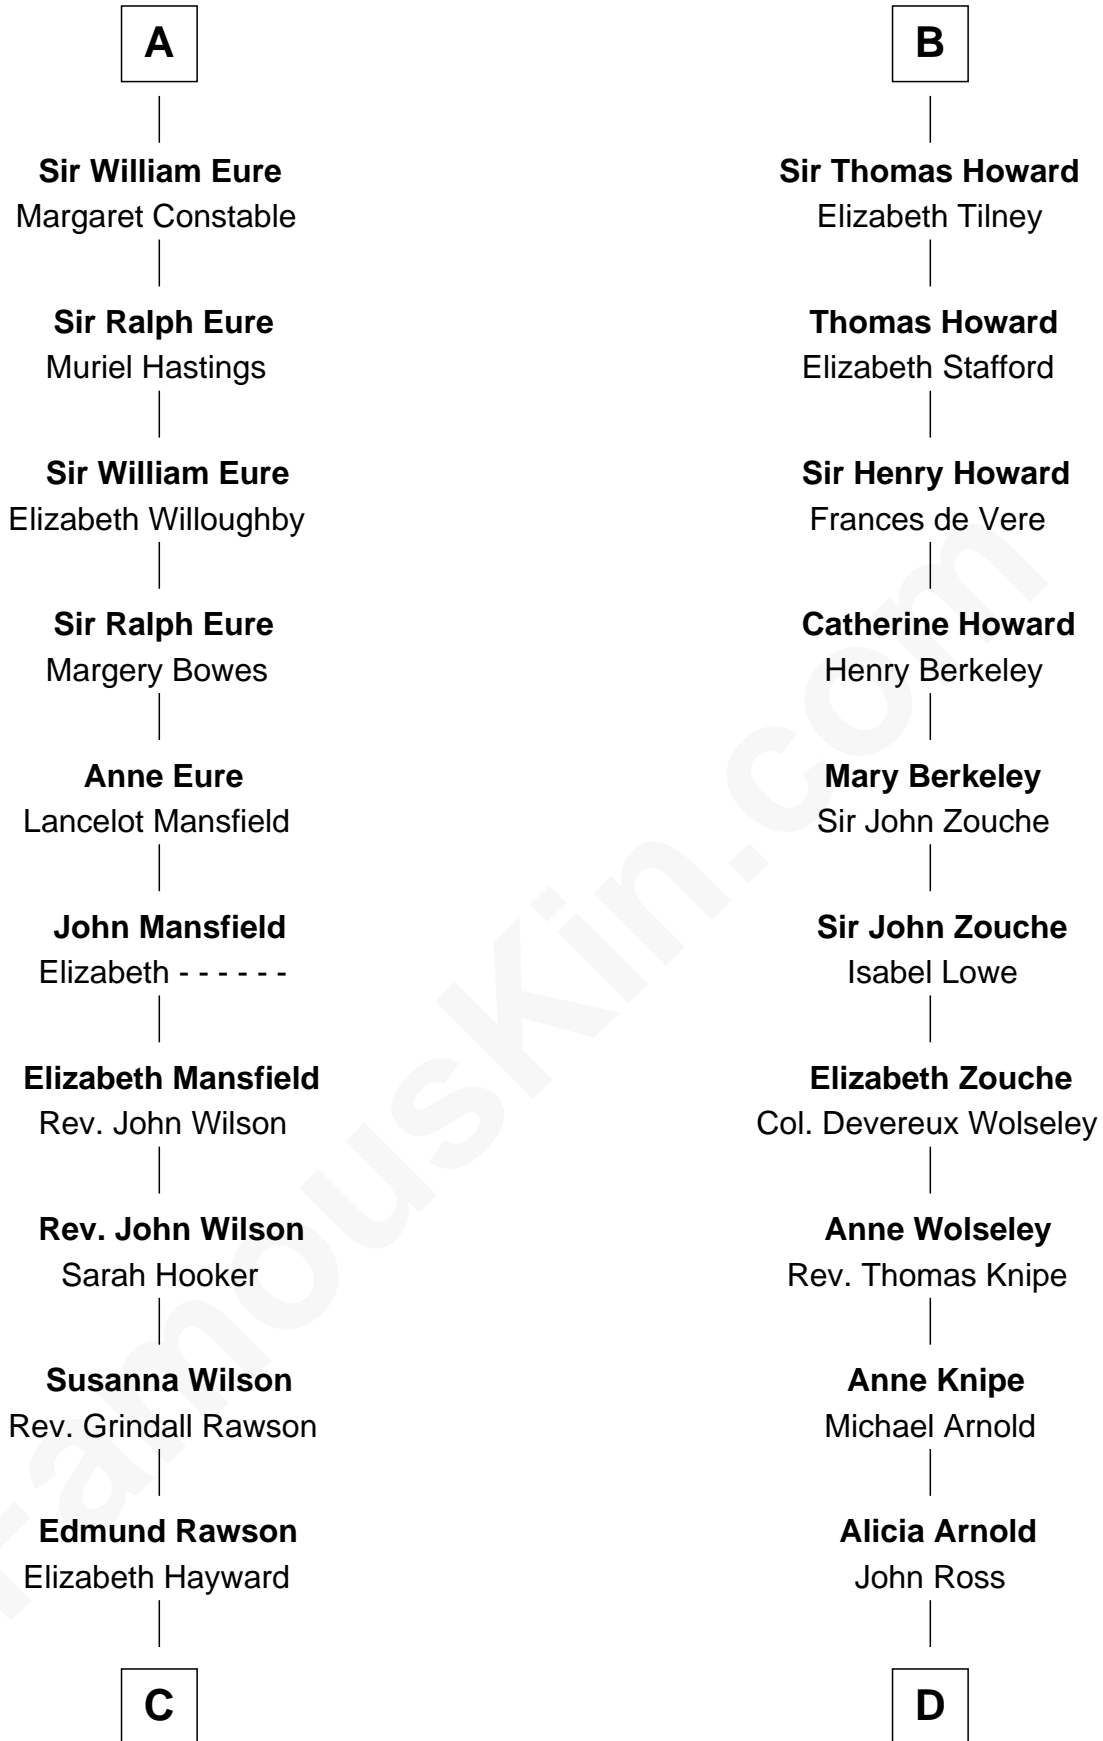 A
Sir William Eure
Margaret Constable
Sir Ralph Eure
Muriel Hastings
Sir William Eure
Elizabeth Willoughby
Sir Ralph Eure
Margery Bowes
Anne Eure
Lancelot Mansfield
John Mansfield
Elizabeth - - - - - -
Elizabeth Mansfield
Rev. John Wilson
Rev. John Wilson
Sarah Hooker
Susanna Wilson
Rev. Grindall Rawson
Edmund Rawson
Elizabeth Hayward
C
B
Sir Thomas Howard
Elizabeth Tilney
Thomas Howard
Elizabeth Stafford
Sir Henry Howard
Frances de Vere
Catherine Howard
Henry Berkeley
Mary Berkeley
Sir John Zouche
Sir John Zouche
Isabel Lowe
Elizabeth Zouche
Col. Devereux Wolseley
Anne Wolseley
Rev. Thomas Knipe
Anne Knipe
Michael Arnold
Alicia Arnold
John Ross
D
FamousKin.com